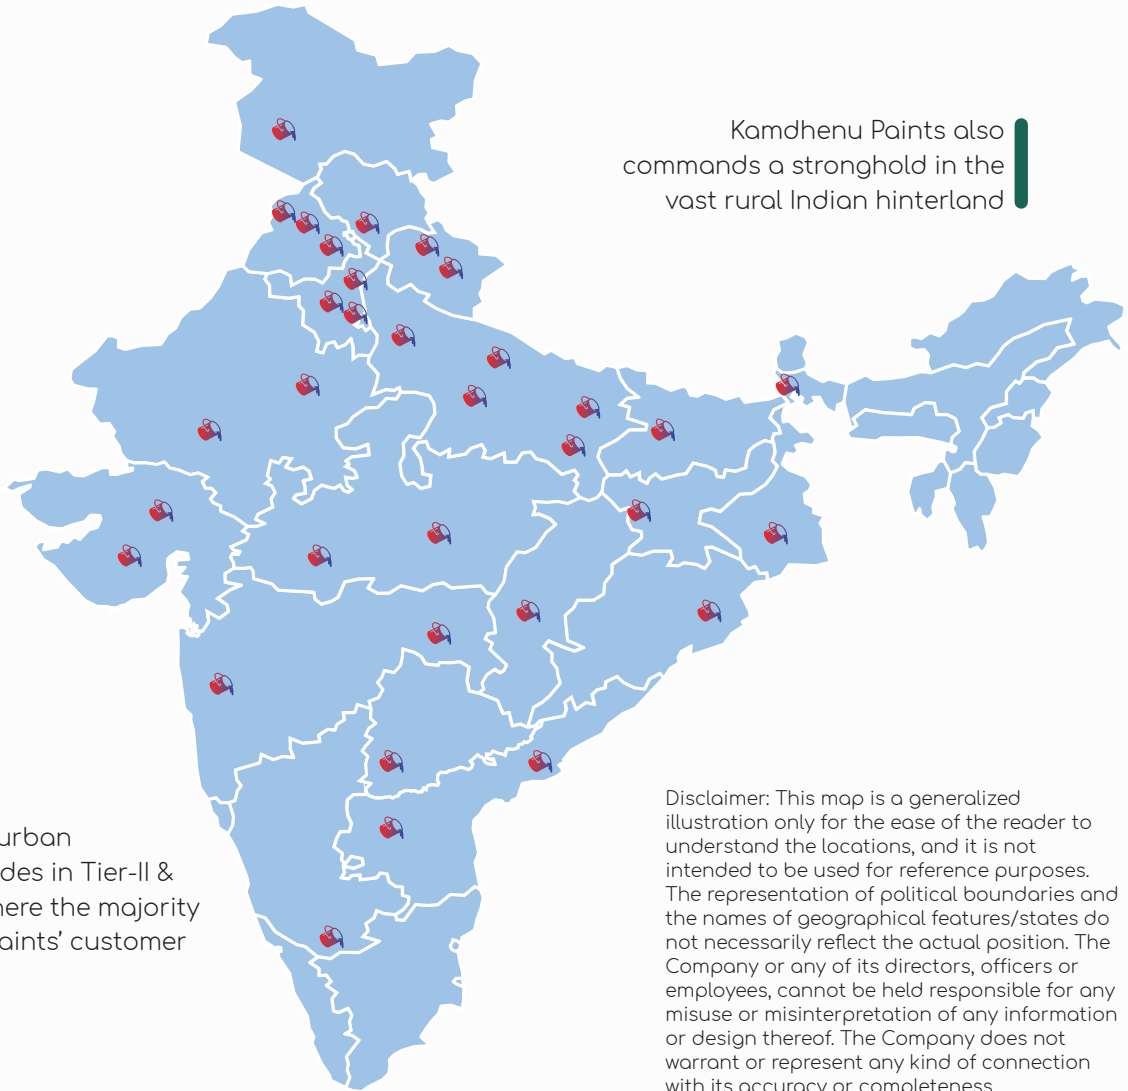 Kamdhenu Paints also
commands a stronghold in the
vast rural Indian hinterland
urban
des in Tier-II &
here the majority
aints’ customer
Disclaimer: This map is a generalized
illustration only for the ease of the reader to
understand the locations, and it is not
intended to be used for reference purposes.
The representation of political boundaries and
the names of geographical features/states do
not necessarily reflect the actual position. The
Company or any of its directors, officers or
employees, cannot be held responsible for any
misuse or misinterpretation of any information
or design thereof. The Company does not
warrant or represent any kind of connection
with its accuracy or completeness